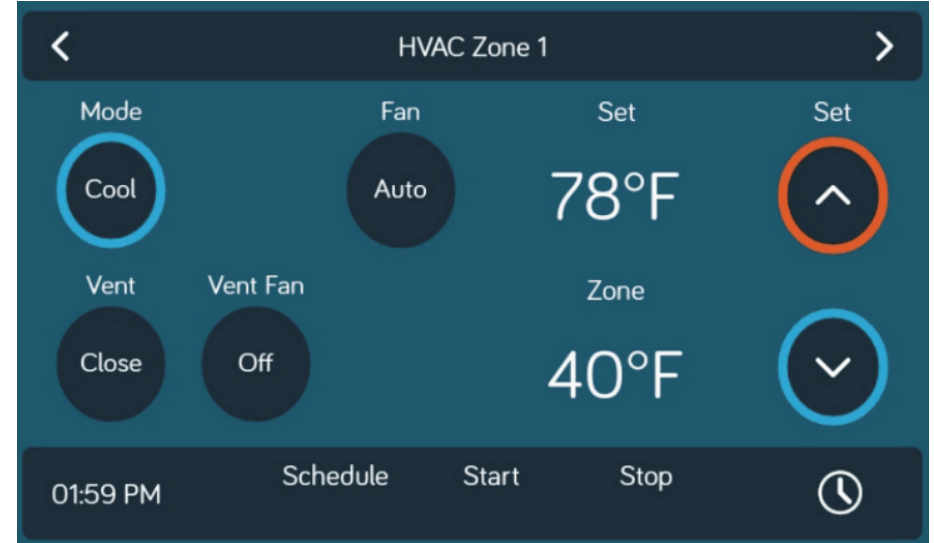 HVAC Zone 1
Mode Fan Set Set
Cool Auto 78°F
Vent Vent Fan Zone
Close Off 40°F
01:59 PM Schedule Start Stop